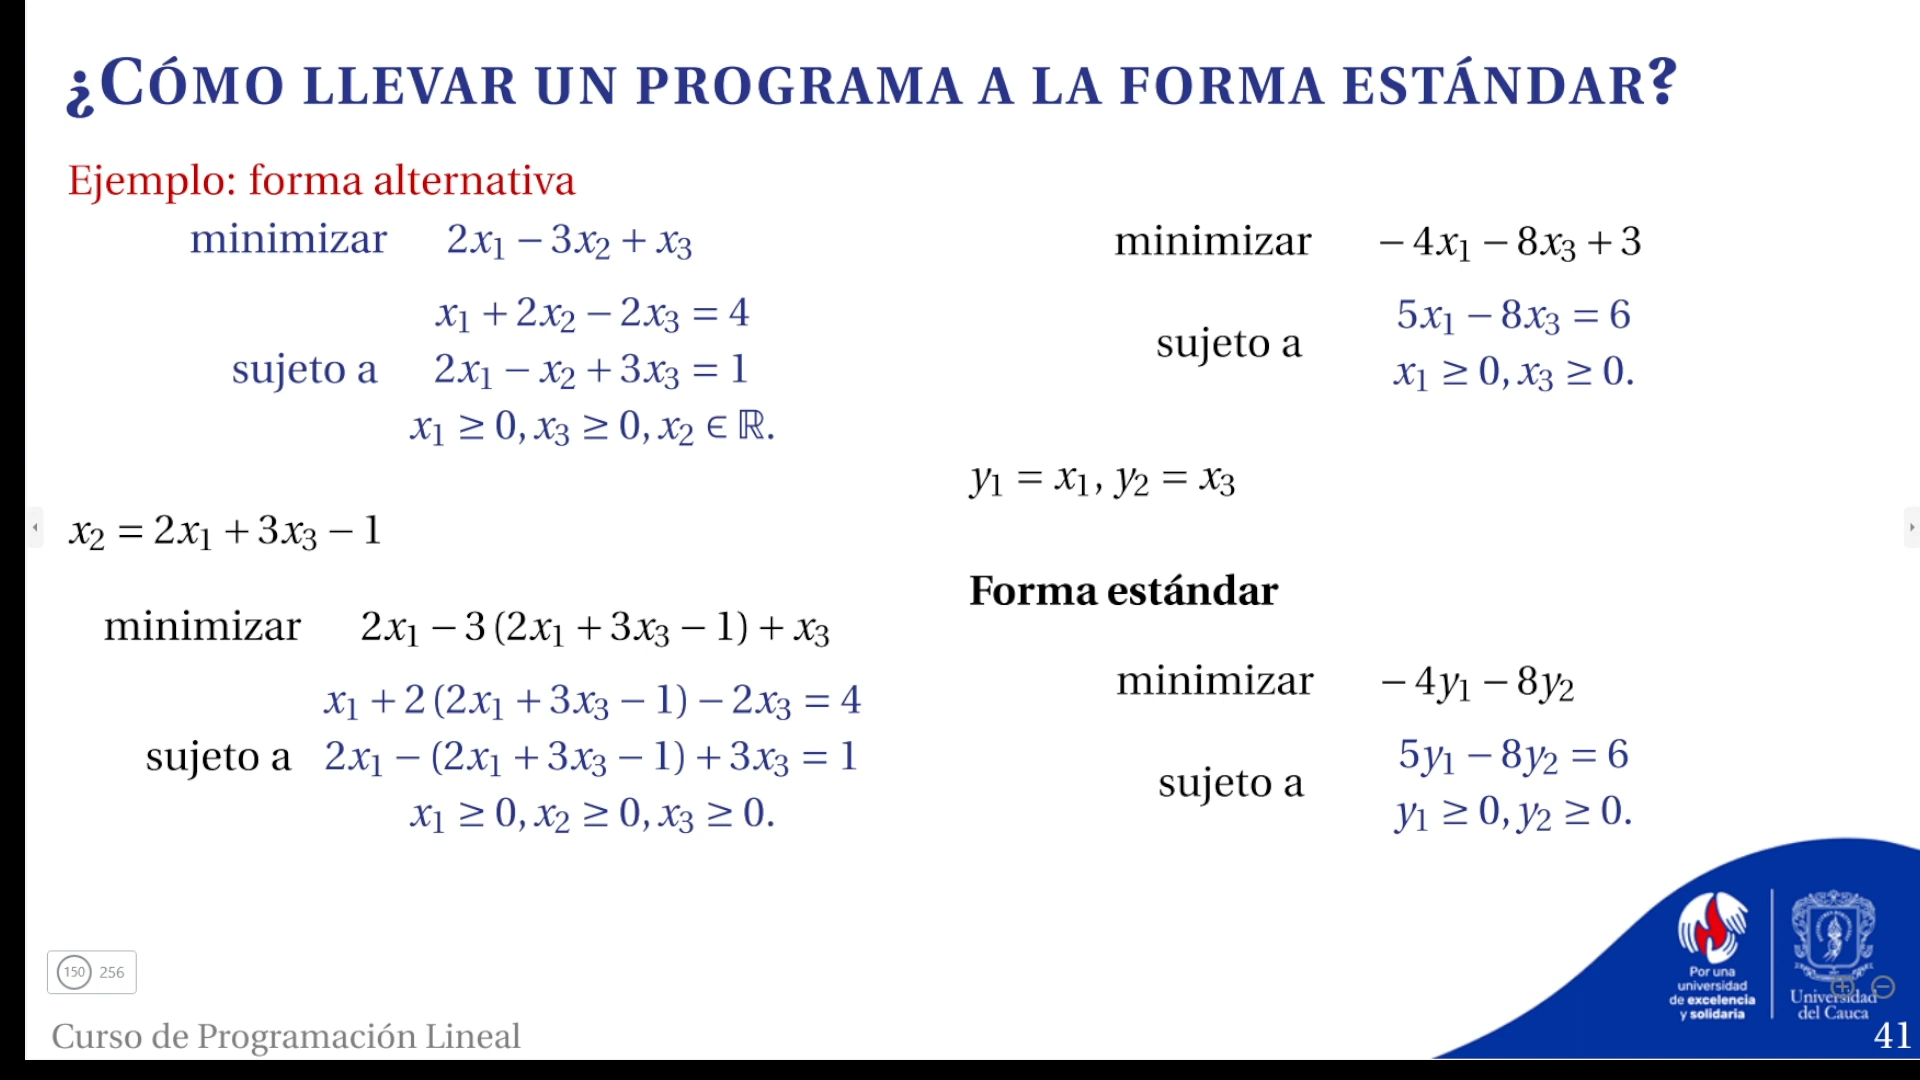 ¿CÓMO LLEVAR UN PROGRAMA A LA FORMA ESTÁNDAR?
Ejemplo: forma alternativa
minimizar 2x₁ − 3x₂ + x₃
x₁ + 2x₂ − 2x₃ = 4
sujeto a 2x₁ − x₂ + 3x₃ = 1
x₁ ≥ 0, x₃ ≥ 0, x₂ ∈ ℝ.
x₂ = 2x₁ + 3x₃ − 1
minimizar 2x₁ − 3(2x₁ + 3x₃ − 1) + x₃
x₁ + 2(2x₁ + 3x₃ − 1) − 2x₃ = 4
sujeto a 2x₁ − (2x₁ + 3x₃ − 1) + 3x₃ = 1
x₁ ≥ 0, x₂ ≥ 0, x₃ ≥ 0.
minimizar − 4x₁ − 8x₃ + 3
5x₁ − 8x₃ = 6
sujeto a
x₁ ≥ 0, x₃ ≥ 0.
y₁ = x₁, y₂ = x₃
Forma estándar
minimizar − 4y₁ − 8y₂
5y₁ − 8y₂ = 6
sujeto a
y₁ ≥ 0, y₂ ≥ 0.
150 256
Curso de Programación Lineal
Por una
universidad
de excelencia
y solidaria
Universidad
del Cauca
41